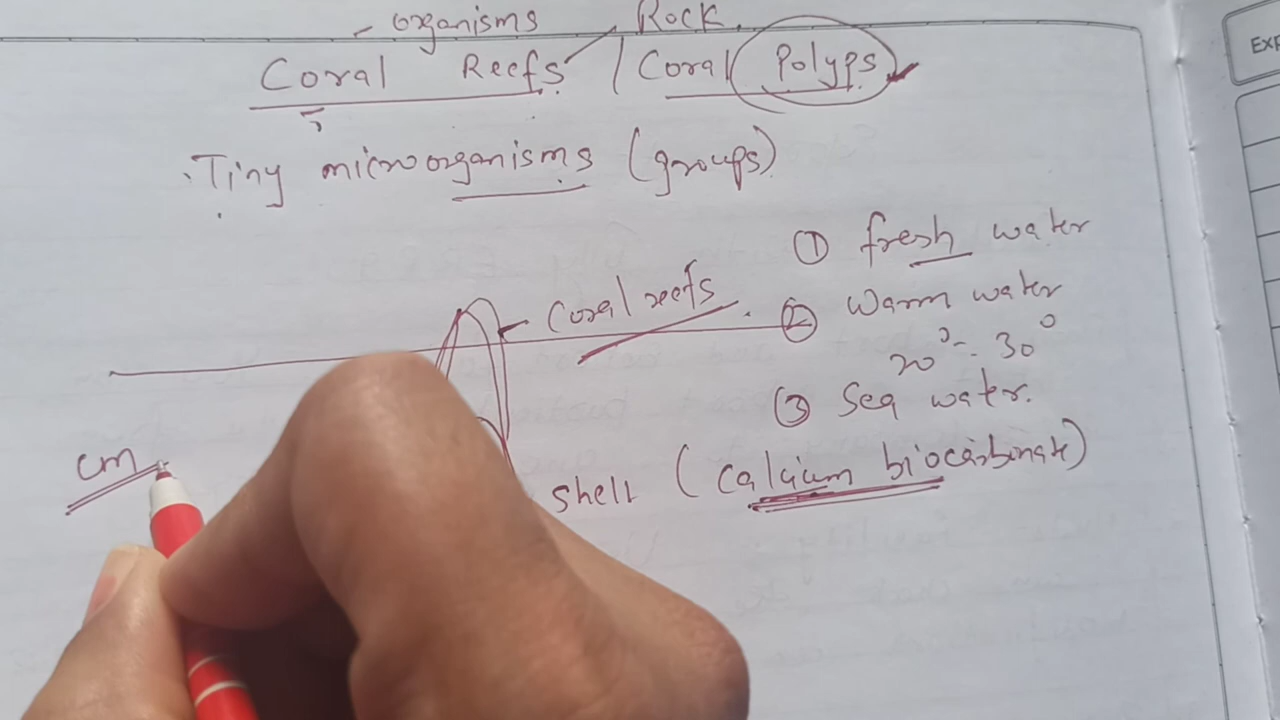 organisms Rock
Coral Reefs / Coral Polyps
Tiny microorganisms (groups)
① fresh water
Coral reefs
② Warm water
20° - 30°
③ Sea water.
cm
Shell (calcium biocarbonate)
Exp